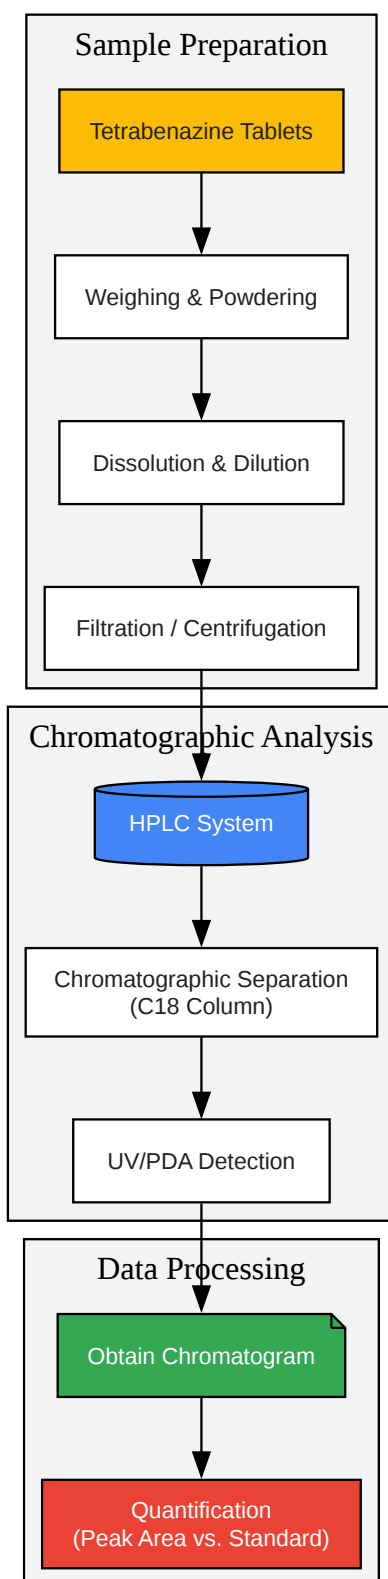 Sample Preparation
Tetrabenazine Tablets
Weighing & Powdering
Dissolution & Dilution
Filtration / Centrifugation
Chromatographic Analysis
HPLC System
Chromatographic Separation
(C18 Column)
UV/PDA Detection
Data Processing
Obtain Chromatogram
Quantification
(Peak Area vs. Standard)